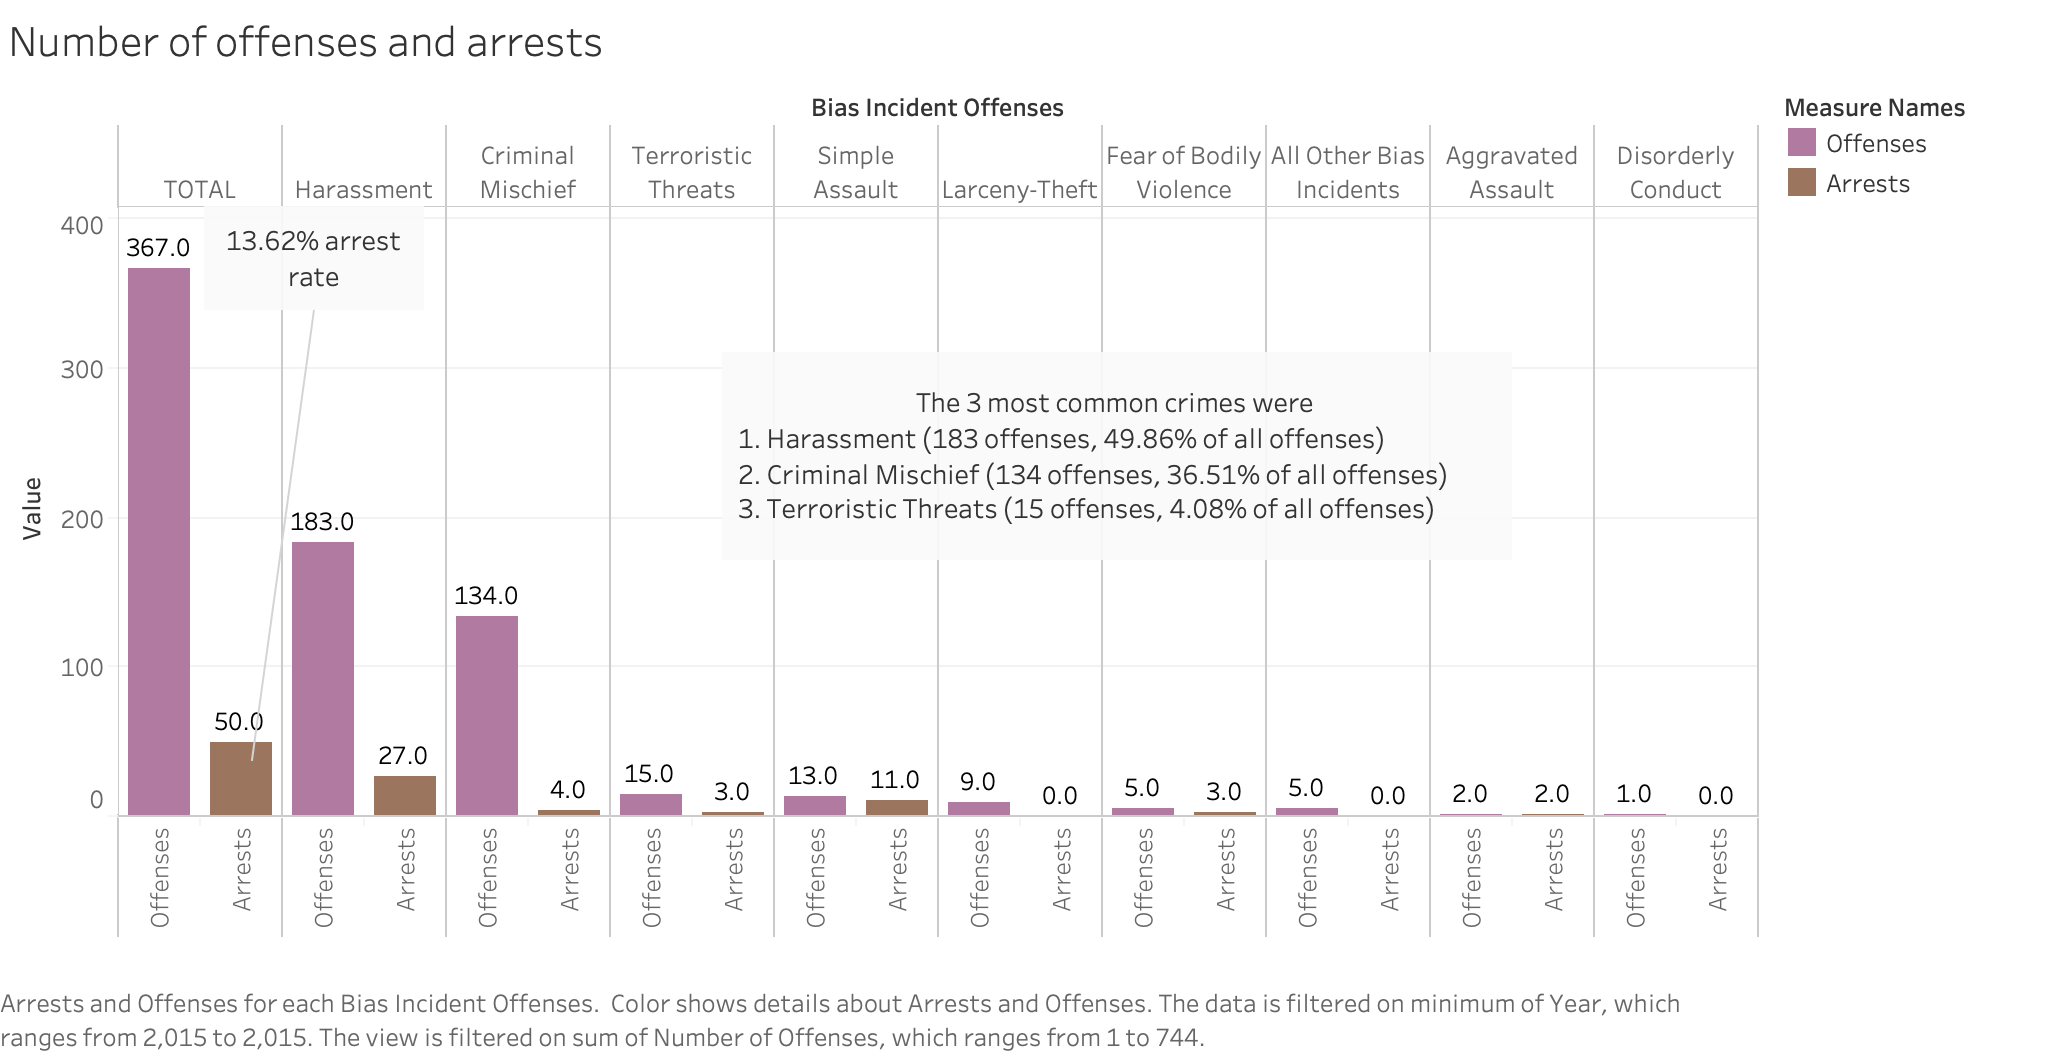 Number of offenses and arrests
Bias Incident Offenses
Measure Names
Offenses
Arrests
TOTAL
Harassment
Criminal
Mischief
Terroristic
Threats
Simple
Assault
Larceny-Theft
Fear of Bodily
Violence
All Other Bias
Incidents
Aggravated
Assault
Disorderly
Conduct
Value
400
300
200
100
0
13.62% arrest
rate
The 3 most common crimes were
1. Harassment (183 offenses, 49.86% of all offenses)
2. Criminal Mischief (134 offenses, 36.51% of all offenses)
3. Terroristic Threats (15 offenses, 4.08% of all offenses)
367.0
50.0
183.0
27.0
134.0
4.0
15.0
3.0
13.0
11.0
9.0
0.0
5.0
3.0
5.0
0.0
2.0
2.0
1.0
0.0
Offenses
Arrests
Offenses
Arrests
Offenses
Arrests
Offenses
Arrests
Offenses
Arrests
Offenses
Arrests
Offenses
Arrests
Offenses
Arrests
Offenses
Arrests
Offenses
Arrests
Arrests and Offenses for each Bias Incident Offenses.  Color shows details about Arrests and Offenses. The data is filtered on minimum of Year, which
ranges from 2,015 to 2,015. The view is filtered on sum of Number of Offenses, which ranges from 1 to 744.